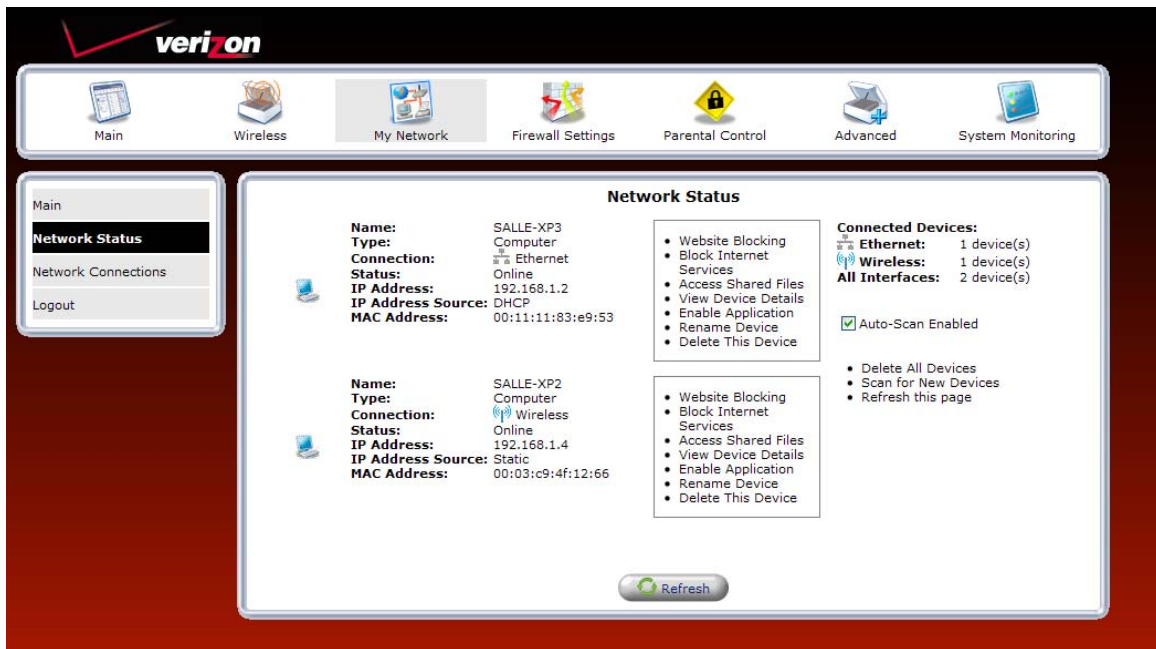 verizon
Main
Wireless
My Network
Firewall Settings
Parental Control
Advanced
System Monitoring
Main
Network Status
Network Connections
Logout
Network Status
Name: SALLE-XP3
Type: Computer
Connection: Ethernet
Status: Online
IP Address: 192.168.1.2
IP Address Source: DHCP
MAC Address: 00:11:11:83:e9:53
• Website Blocking
• Block Internet
Services
• Access Shared Files
• View Device Details
• Enable Application
• Rename Device
• Delete This Device
Name: SALLE-XP2
Type: Computer
Connection: Wireless
Status: Online
IP Address: 192.168.1.4
IP Address Source: Static
MAC Address: 00:03:c9:4f:12:66
• Website Blocking
• Block Internet
Services
• Access Shared Files
• View Device Details
• Enable Application
• Rename Device
• Delete This Device
Connected Devices:
Ethernet: 1 device(s)
Wireless: 1 device(s)
All Interfaces: 2 device(s)
Auto-Scan Enabled
• Delete All Devices
• Scan for New Devices
• Refresh this page
Refresh